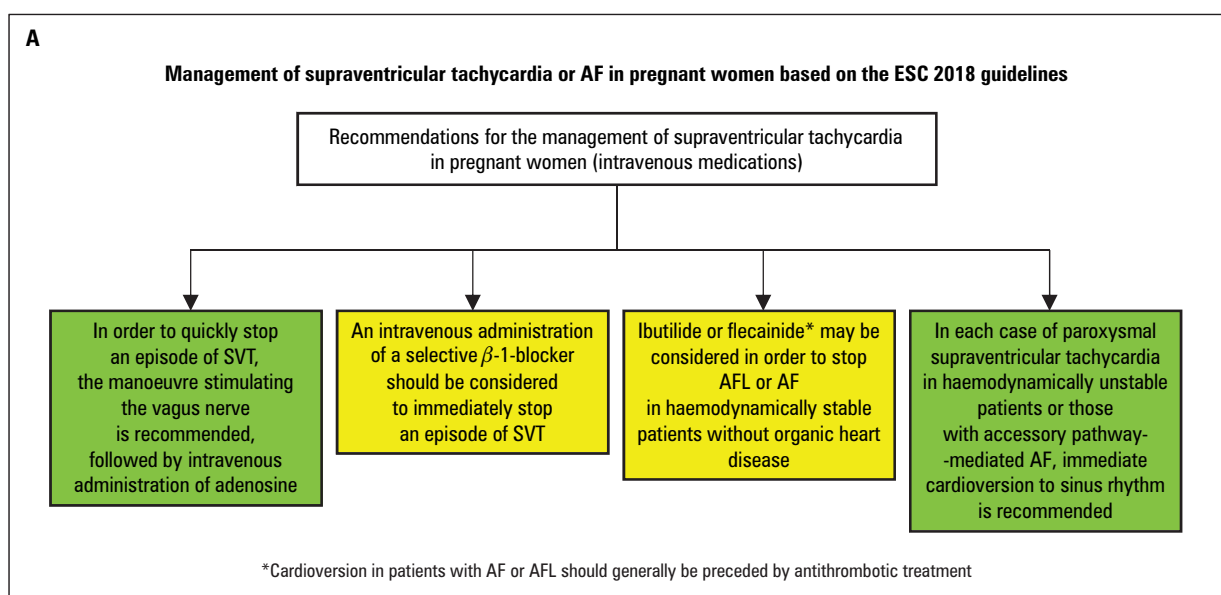 A
Management of supraventricular tachycardia or AF in pregnant women based on the ESC 2018 guidelines
Recommendations for the management of supraventricular tachycardia
in pregnant women (intravenous medications)
In order to quickly stop
an episode of SVT,
the manoeuvre stimulating
the vagus nerve
is recommended,
followed by intravenous
administration of adenosine
An intravenous administration
of a selective β-1-blocker
should be considered
to immediately stop
an episode of SVT
Ibutilide or flecainide* may be
considered in order to stop
AFL or AF
in haemodynamically stable
patients without organic heart
disease
In each case of paroxysmal
supraventricular tachycardia
in haemodynamically unstable
patients or those
with accessory pathway-
-mediated AF, immediate
cardioversion to sinus rhythm
is recommended
*Cardioversion in patients with AF or AFL should generally be preceded by antithrombotic treatment